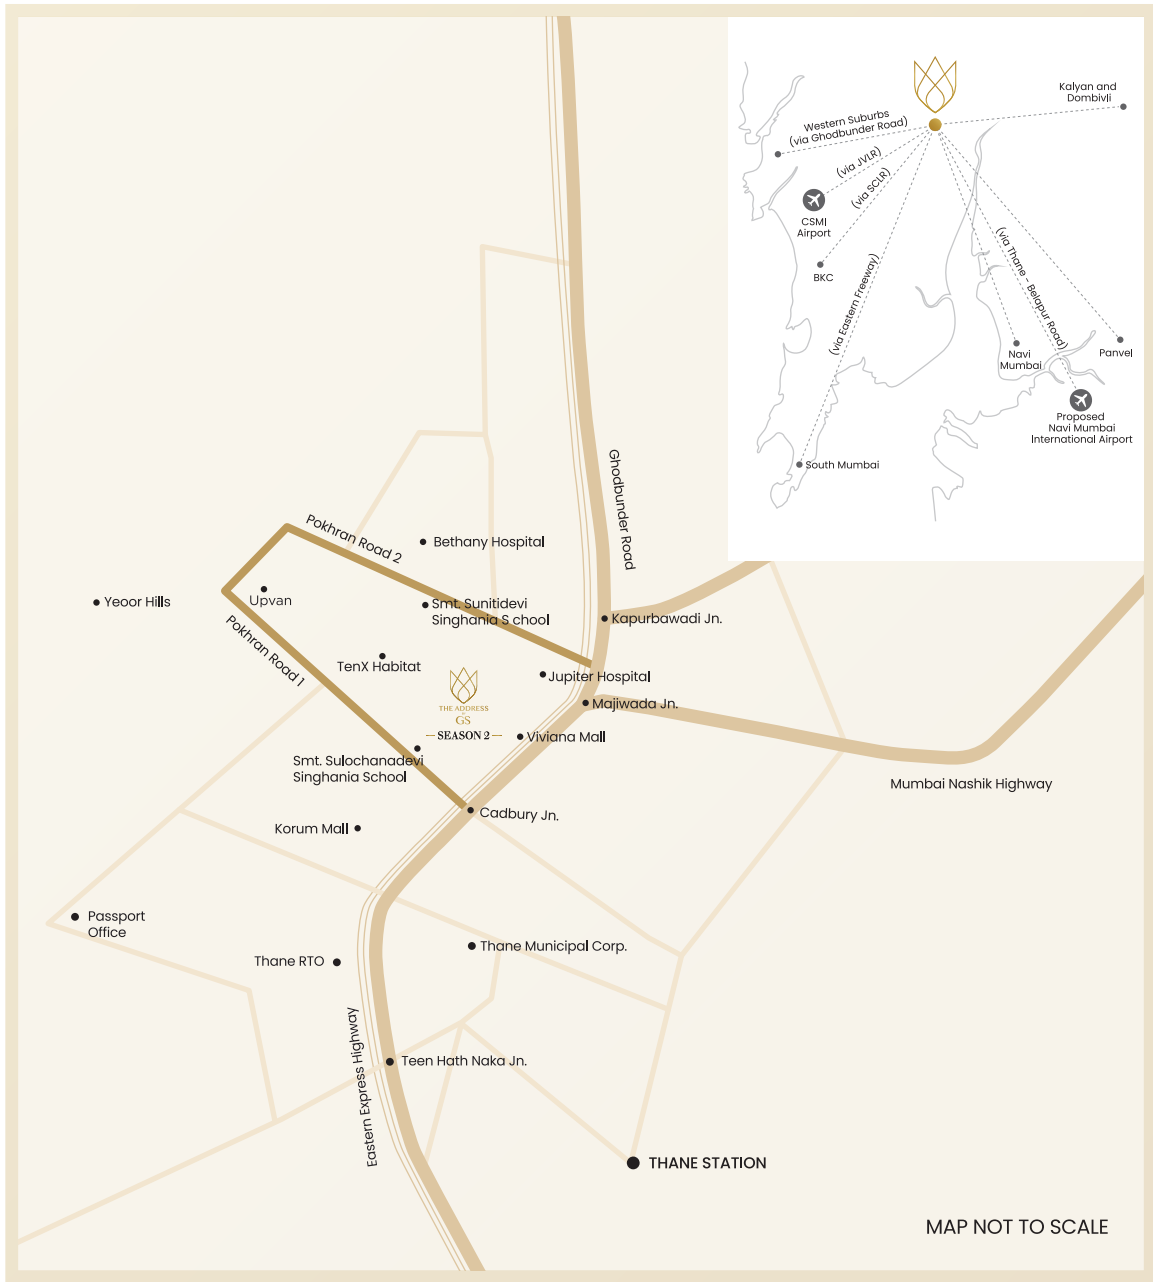 Kalyan and
Dombivli
Western Suburbs
(via Ghodbunder Road)
(via JVLR)
(via SCLR)
CSMI
Airport
BKC
(via Eastern Freeway)
(via Thane - Belapur Road)
Navi
Mumbai
Panvel
Proposed
Navi Mumbai
International Airport
South Mumbai
Ghodbunder Road
Pokhran Road 2
Bethany Hospital
Yeoor Hills
Upvan
Smt. Sunitidevi
Singhania S chool
Kapurbawadi Jn.
Pokhran Road 1
TenX Habitat
Jupiter Hospital
THE ADDRESS
GS
SEASON 2
Majiwada Jn.
Viviana Mall
Smt. Sulochanadevi
Singhania School
Mumbai Nashik Highway
Cadbury Jn.
Korum Mall
Passport
Office
Thane Municipal Corp.
Thane RTO
Eastern Express Highway
Teen Hath Naka Jn.
THANE STATION
MAP NOT TO SCALE